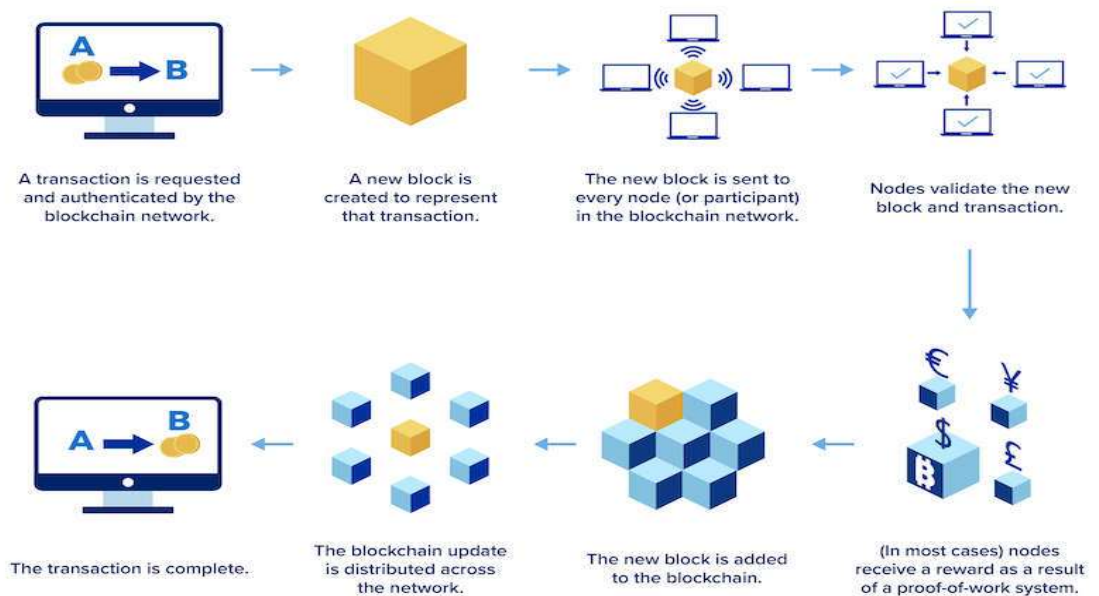 A
B
A transaction is requested
and authenticated by the
blockchain network.
A new block is
created to represent
that transaction.
The new block is sent to
every node (or participant)
in the blockchain network.
Nodes validate the new
block and transaction.
€
¥
$
£
₿
(In most cases) nodes
receive a reward as a result
of a proof-of-work system.
The new block is added
to the blockchain.
The blockchain update
is distributed across
the network.
A
B
The transaction is complete.